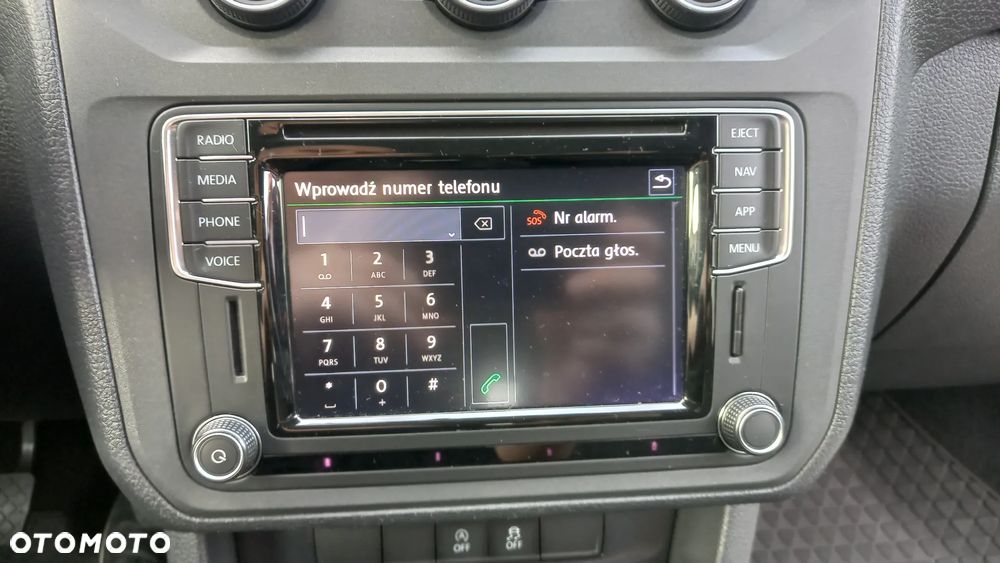 RADIO
MEDIA
PHONE
VOICE
EJECT
NAV
APP
MENU
Wprowadź numer telefonu
SOS Nr alarm.
Poczta głos.
1 2 ABC 3 DEF
4 GHI 5 JKL 6 MNO
7 PQRS 8 TUV 9 WXYZ
* 0 + #
OFF OFF
OTOMOTO